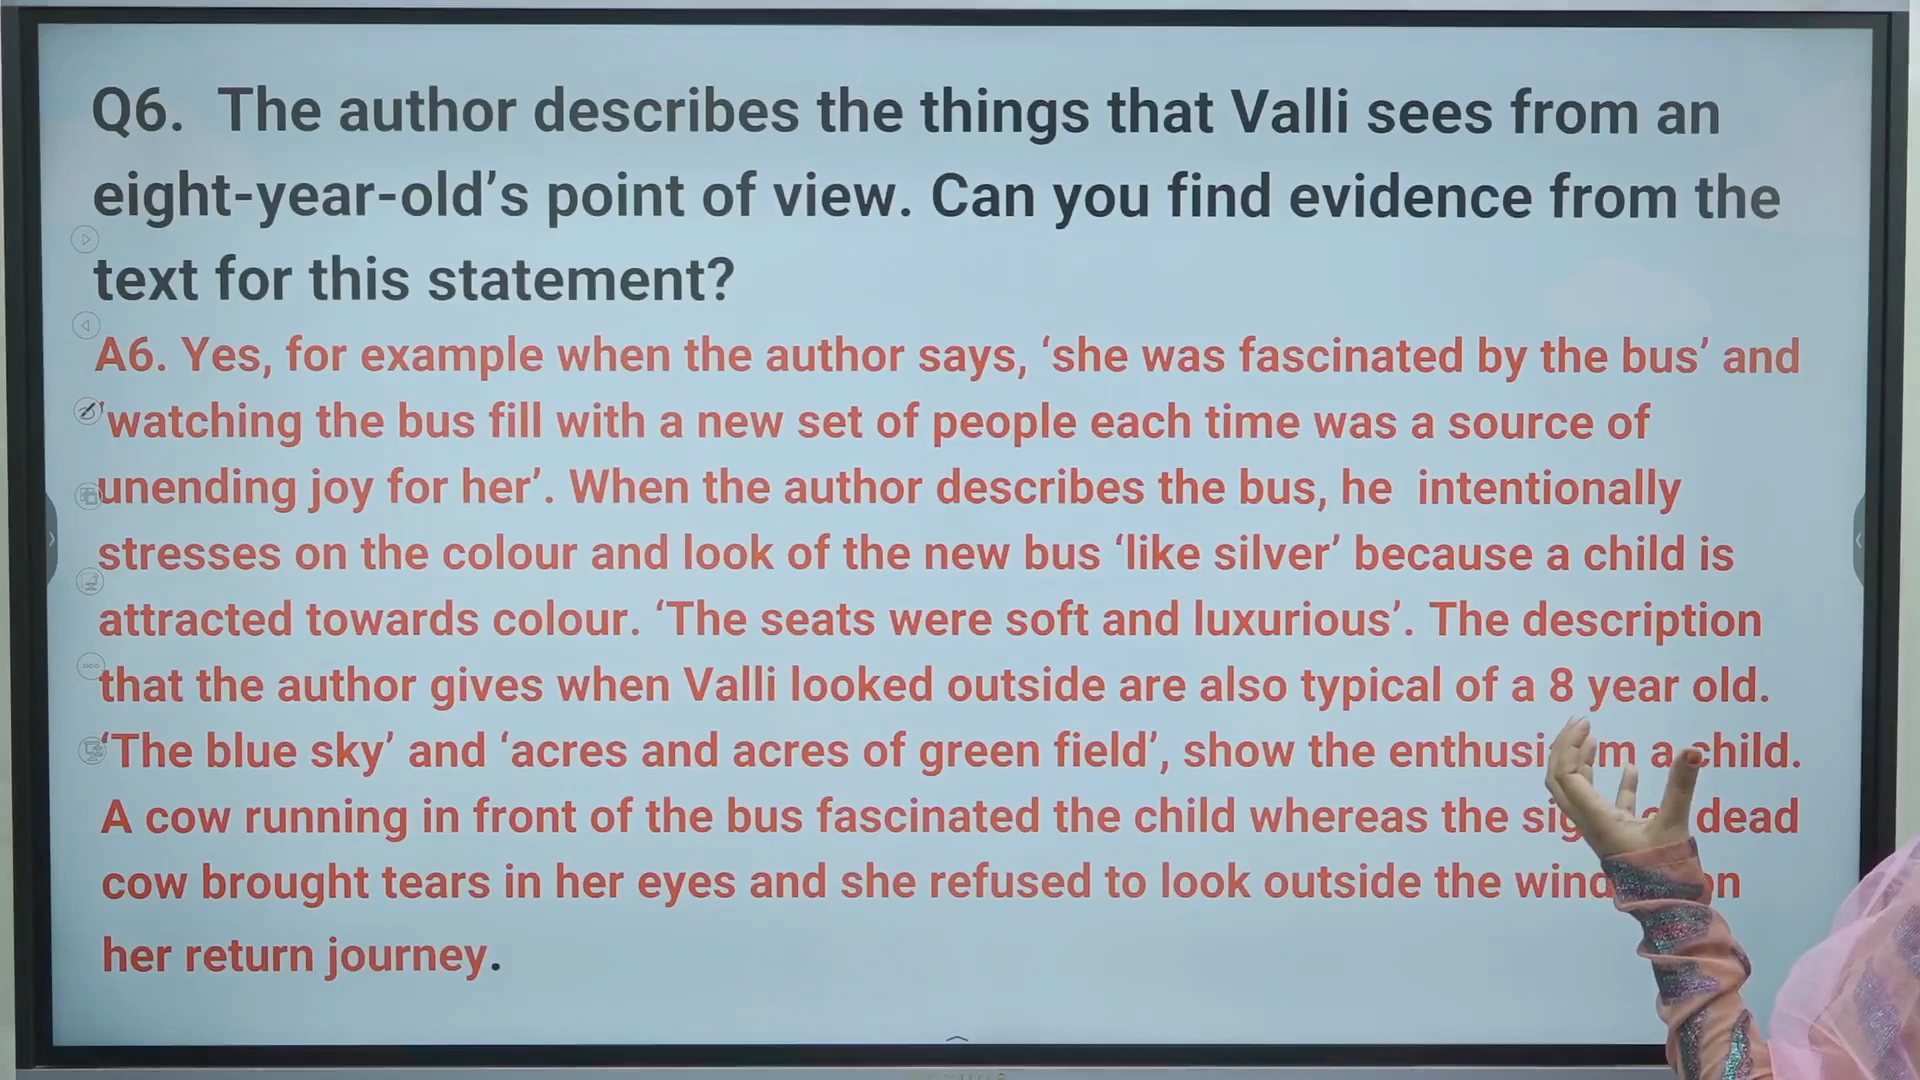 Q6. The author describes the things that Valli sees from an
eight-year-old’s point of view. Can you find evidence from the
text for this statement?
A6. Yes, for example when the author says, ‘she was fascinated by the bus’ and
‘watching the bus fill with a new set of people each time was a source of
unending joy for her’. When the author describes the bus, he intentionally
stresses on the colour and look of the new bus ‘like silver’ because a child is
attracted towards colour. ‘The seats were soft and luxurious’. The description
that the author gives when Valli looked outside are also typical of a 8 year old.
‘The blue sky’ and ‘acres and acres of green field’, show the a child.
A cow running in front of the bus fascinated the child whereas the dead
cow brought tears in her eyes and she refused to look outside the
her return journey.